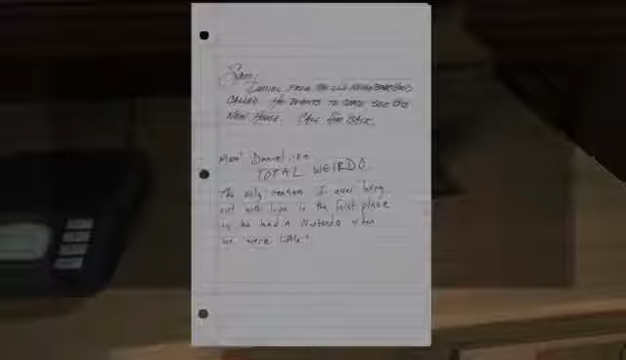 Sam,
DANIEL FROM THE OLD NEIGHBORHOOD
CALLED. HE WANTS TO COME SEE THE
NEW HOUSE. CALL HIM BACK.
Mom! Daniel is a
TOTAL WEIRDO.
The only reason I ever hung
out with him in the first place
is he had a Nintendo when
we were little!